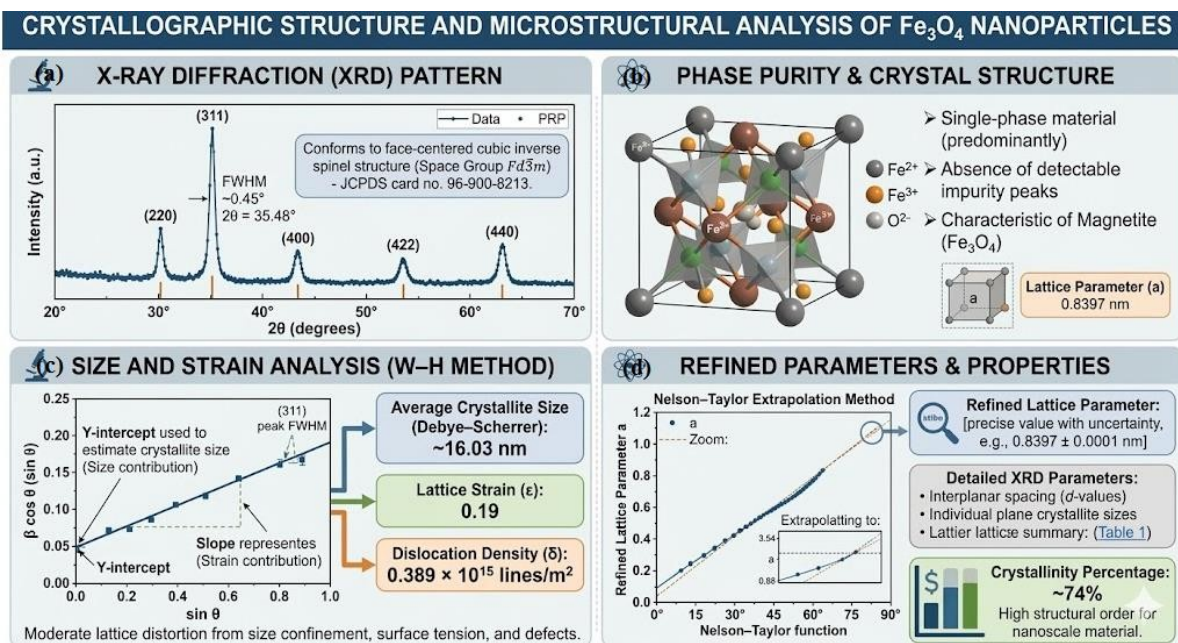 CRYSTALLOGRAPHIC STRUCTURE AND MICROSTRUCTURAL ANALYSIS OF Fe₃O₄ NANOPARTICLES
(a) X-RAY DIFFRACTION (XRD) PATTERN
(311)
Data PRP
Conforms to face-centered cubic inverse
spinel structure (Space Group Fd3̅m)
- JCPDS card no. 96-900-8213.
FWHM
~0.45°
2θ = 35.48°
(220)
(400)
(422)
(440)
Intensity (a.u.)
20° 30° 40° 50° 60° 70°
2θ (degrees)
(b) PHASE PURITY & CRYSTAL STRUCTURE
Fe²⁺
Fe³⁺
O²⁻
➤ Single-phase material
(predominantly)
➤ Absence of detectable
impurity peaks
➤ Characteristic of Magnetite
(Fe₃O₄)
a
Lattice Parameter (a)
0.8397 nm
(c) SIZE AND STRAIN ANALYSIS (W–H METHOD)
β cos θ (sin θ)
0.25
0.20
0.15
0.10
0.05
0.00
Y-intercept used to
estimate crystallite size
(Size contribution)
(311)
peak FWHM
Slope representes
(Strain contribution)
Y-intercept
0.0 0.2 0.4 0.6 0.8 1.0
sin θ
Average Crystallite Size
(Debye–Scherrer):
~16.03 nm
Lattice Strain (ε):
0.19
Dislocation Density (δ):
0.389 × 10¹⁵ lines/m²
Moderate lattice distortion from size confinement, surface tension, and defects.
(d) REFINED PARAMETERS & PROPERTIES
Nelson–Taylor Extrapolation Method
Refined Lattice Parameter a
1.2
1.0
0.8
0.6
0.4
0.2
0.0
a
Zoom:
Extrapolatting to:
3.54
a
0.88
0 15 23 30 36 45 60 75 90°
Nelson–Taylor function
Refined Lattice Parameter:
[precise value with uncertainty,
e.g., 0.8397 ± 0.0001 nm]
Detailed XRD Parameters:
• Interplanar spacing (d-values)
• Individual plane crystallite sizes
• Lattier latticc summary: (Table 1)
$
Crystallinity Percentage:
~74%
High structural order for
nanoscale material.